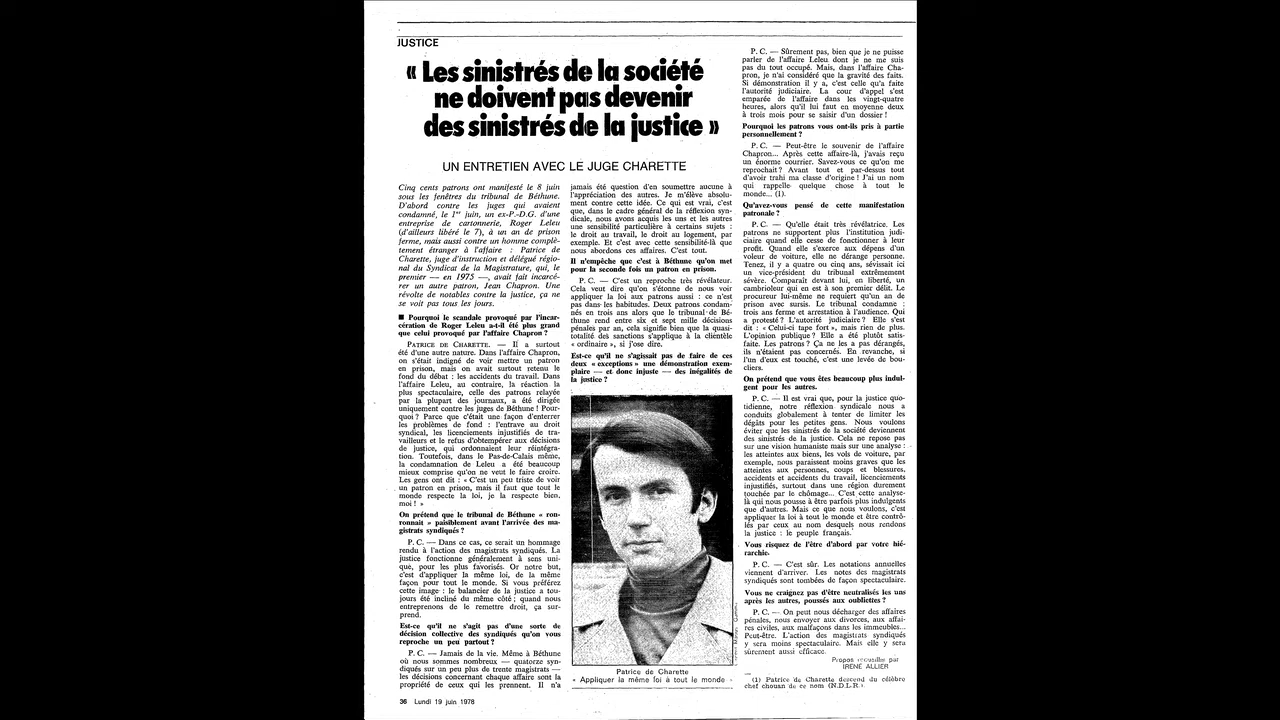 JUSTICE
« Les sinistrés de la société
ne doivent pas devenir
des sinistrés de la justice »
UN ENTRETIEN AVEC LE JUGE CHARETTE
Cinq cents patrons ont manifesté le 8 juin
sous les fenêtres du tribunal de Béthune.
D'abord contre les juges qui avaient
condamné, le 1er juin, un ex-P.-D.G. d'une
entreprise de cartonnerie, Roger Leleu
(d'ailleurs libéré le 7), à un an de prison
ferme, mais aussi contre un homme complè-
tement étranger à l'affaire : Patrice de
Charette, juge d'instruction et délégué régio-
nal du Syndicat de la Magistrature, qui, le
premier — en 1975 —, avait fait incarcé-
rer un autre patron, Jean Chapron. Une
révolte de notables contre la justice, ça ne
se voit pas tous les jours.
■ Pourquoi le scandale provoqué par l'incar-
cération de Roger Leleu a-t-il été plus grand
que celui provoqué par l'affaire Chapron ?
PATRICE DE CHARETTE. — Il a surtout
été d'une autre nature. Dans l'affaire Chapron,
on s'était indigné de voir mettre un patron
en prison, mais on avait surtout retenu le
fond du débat : les accidents du travail. Dans
l'affaire Leleu, au contraire, la réaction la
plus spectaculaire, celle des patrons relayée
par la plupart des journaux, a été dirigée
uniquement contre les juges de Béthune ! Pour-
quoi ? Parce que c'était une façon d'enterrer
les problèmes de fond : l'entrave au droit
syndical, les licenciements injustifiés de tra-
vailleurs et le refus d'obtempérer aux décisions
de justice, qui ordonnaient leur réintégra-
tion. Toutefois, dans le Pas-de-Calais même,
la condamnation de Leleu a été beaucoup
mieux comprise qu'on ne veut le faire croire.
Les gens ont dit : « C'est un peu triste de voir
un patron en prison, mais il faut que tout le
monde respecte la loi, je la respecte bien,
moi ! »
On prétend que le tribunal de Béthune « ron-
ronnait » paisiblement avant l'arrivée des ma-
gistrats syndiqués ?
P. C. — Dans ce cas, ce serait un hommage
rendu à l'action des magistrats syndiqués. La
justice fonctionne généralement à sens uni-
que, pour les plus favorisés. Or notre but,
c'est d'appliquer la même loi, de la même
façon pour tout le monde. Si vous préférez
cette image : le balancier de la justice a tou-
jours été incliné du même côté ; quand nous
entreprenons de le remettre droit, ça sur-
prend.
Est-ce qu'il ne s'agit pas d'une sorte de
décision collective des syndiqués qu'on vous
reproche un peu partout ?
P. C. — Jamais de la vie. Même à Béthune
où nous sommes nombreux — quatorze syn-
diqués sur un peu plus de trente magistrats —
les décisions concernant chaque affaire sont la
propriété de ceux qui les prennent. Il n'a
jamais été question d'en soumettre aucune à
l'appréciation des autres. Je m'élève absolu-
ment contre cette idée. Ce qui est vrai, c'est
que, dans le cadre général de la réflexion syn-
dicale, nous avons acquis les uns et les autres
une sensibilité particulière à certains sujets :
le droit au travail, le droit au logement, par
exemple. Et c'est avec cette sensibilité-là que
nous abordons ces affaires. C'est tout.
Il n'empêche que c'est à Béthune qu'on met
pour la seconde fois un patron en prison.
P. C. — C'est un reproche très révélateur.
Cela veut dire qu'on s'étonne de nous voir
appliquer la loi aux patrons aussi : ce n'est
pas dans les habitudes. Deux patrons condam-
nés en trois ans alors que le tribunal de Bé-
thune rend entre six et sept mille décisions
pénales par an, cela signifie bien que la quasi-
totalité des sanctions s'applique à la clientèle
« ordinaire », si j'ose dire.
Est-ce qu'il ne s'agissait pas de faire de ces
deux « exceptions » une démonstration exem-
plaire — et donc injuste — des inégalités de
la justice ?
Patrice de Charette
« Appliquer la même loi à tout le monde »
P. C. — Sûrement pas, bien que je ne puisse
parler de l'affaire Leleu dont je ne me suis
pas du tout occupé. Mais, dans l'affaire Cha-
pron, je n'ai considéré que la gravité des faits.
Si démonstration il y a, c'est celle qu'a faite
l'autorité judiciaire. La cour d'appel s'est
emparée de l'affaire dans les vingt-quatre
heures, alors qu'il lui faut en moyenne deux
à trois mois pour se saisir d'un dossier !
Pourquoi les patrons vous ont-ils pris à partie
personnellement ?
P. C. — Peut-être le souvenir de l'affaire
Chapron... Après cette affaire-là, j'avais reçu
un énorme courrier. Savez-vous ce qu'on me
reprochait ? Avant tout et par-dessus tout
d'avoir trahi ma classe d'origine ! J'ai un nom
qui rappelle quelque chose à tout le
monde... (1).
Qu'avez-vous pensé de cette manifestation
patronale ?
P. C. — Qu'elle était très révélatrice. Les
patrons ne supportent plus l'institution judi-
ciaire quand elle cesse de fonctionner à leur
profit. Quand elle s'exerce aux dépens d'un
voleur de voiture, elle ne dérange personne.
Tenez, il y a quatre ou cinq ans, sévissait ici
un vice-président du tribunal extrêmement
sévère. Comparait devant lui, en liberté, un
cambrioleur qui en est à son premier délit. Le
procureur lui-même ne requiert qu'un an de
prison avec sursis. Le tribunal condamne :
trois ans ferme et arrestation à l'audience. Qui
a protesté ? L'autorité judiciaire ? Elle s'est
dit : « Celui-ci tape fort », mais rien de plus.
L'opinion publique ? Elle a été plutôt satis-
faite. Les patrons ? Ça ne les a pas dérangés,
ils n'étaient pas concernés. En revanche, si
l'un d'eux est touché, c'est une levée de bou-
cliers.
On prétend que vous êtes beaucoup plus indul-
gent pour les autres.
P. C. — Il est vrai que, pour la justice quo-
tidienne, notre réflexion syndicale nous a
conduits globalement à tenter de limiter les
dégâts pour les petites gens. Nous voulons
éviter que les sinistrés de la société deviennent
des sinistrés de la justice. Cela ne repose pas
sur une vision humaniste mais sur une analyse :
les atteintes aux biens, les vols de voiture, par
exemple, nous paraissent moins graves que les
atteintes aux personnes, coups et blessures,
accidents et accidents du travail, licenciements
injustifiés, surtout dans une région durement
touchée par le chômage... C'est cette analyse-
là qui nous pousse à être parfois plus indulgents
que d'autres. Mais ce que nous voulons, c'est
appliquer la loi à tout le monde et être contrô-
lés par ceux au nom desquels nous rendons
la justice : le peuple français.
Vous risquez de l'être d'abord par votre hié-
rarchie.
P. C. — C'est sûr. Les notations annuelles
viennent d'arriver. Les notes des magistrats
syndiqués sont tombées de façon spectaculaire.
Vous ne craignez pas d'être neutralisés les uns
après les autres, poussés aux oubliettes ?
P. C. — On peut nous décharger des affaires
pénales, nous envoyer aux divorces, aux affai-
res civiles, aux malfaçons dans les immeubles...
Peut-être. L'action des magistrats syndiqués
y sera moins spectaculaire. Mais elle y sera
sûrement aussi efficace.
Propos recueillis par
IRENE ALLIER
(1) Patrice de Charette descend du célèbre
chef chouan de ce nom (N.D.L.R.).
36 Lundi 19 juin 1978